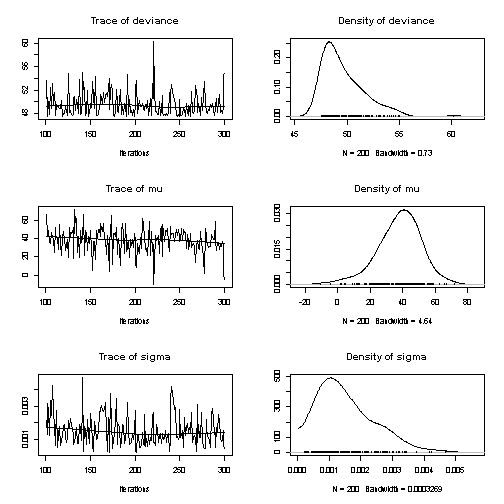 Trace of deviance
Density of deviance
48 52 56 60
0.00 0.10 0.20
100 150 200 250 300
45 50 55 60
Iterations
N = 200 Bandwidth = 0.73
Trace of mu
Density of mu
0 20 40 60
0.000 0.015 0.030
100 150 200 250 300
-20 0 20 40 60 80
Iterations
N = 200 Bandwidth = 4.64
Trace of sigma
Density of sigma
0.001 0.003
0 100 300 500
100 150 200 250 300
0.000 0.001 0.002 0.003 0.004 0.005
Iterations
N = 200 Bandwidth = 0.0003269